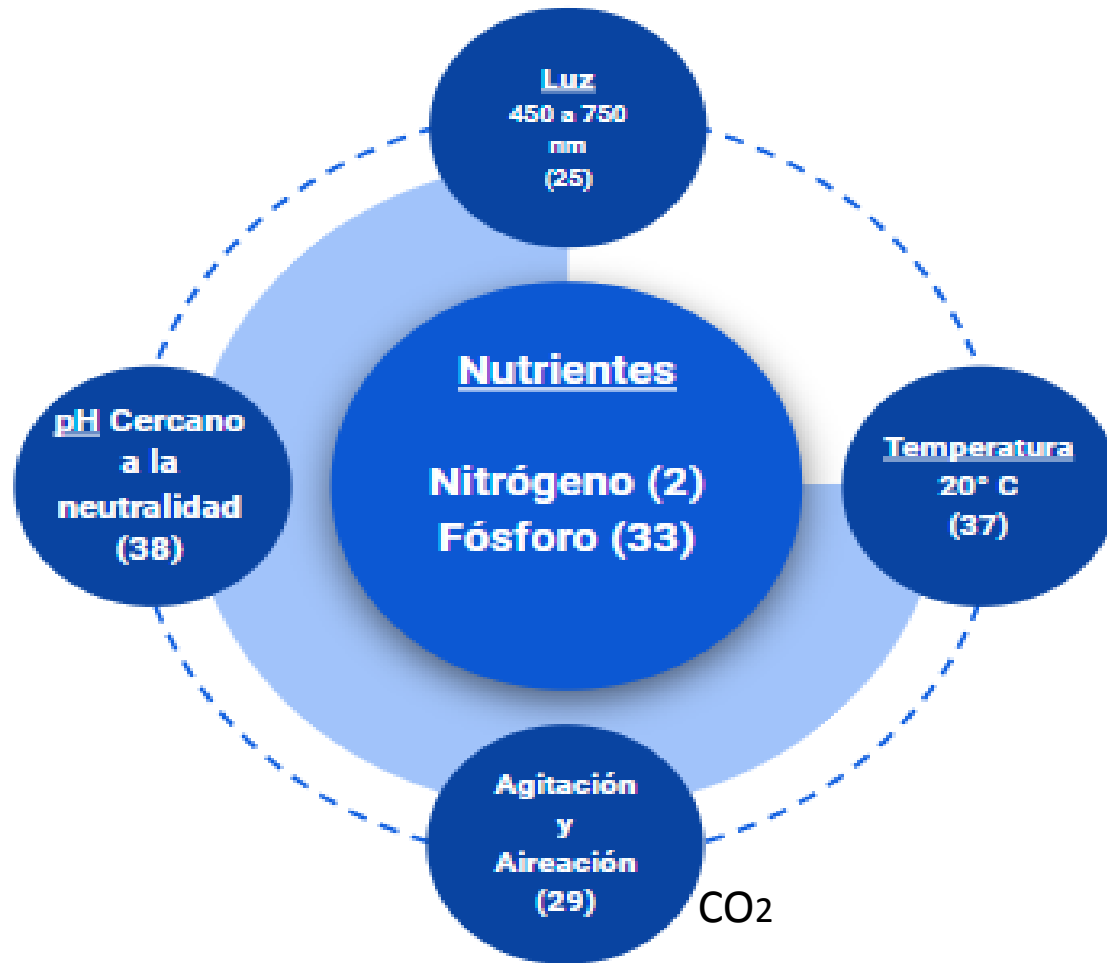 Luz
450 a 750
nm
(25)
Nutrientes
Nitrógeno (2)
Fósforo (33)
pH Cercano
a la
neutralidad
(38)
Temperatura
20° C
(37)
Agitación
y
Aireación
(29)
CO2